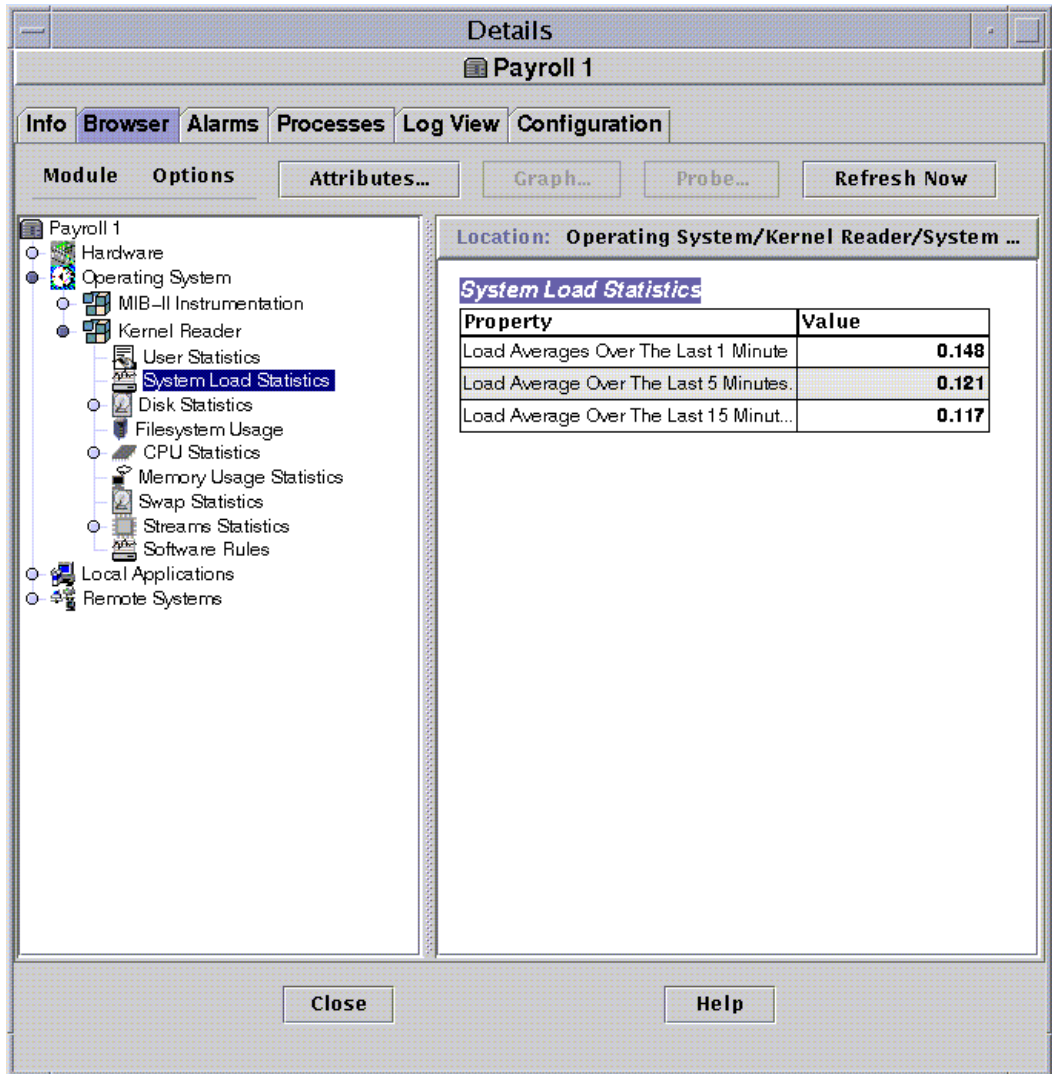 Details
Payroll 1
Info Browser Alarms Processes Log View Configuration
Module Options Attributes... Graph... Probe... Refresh Now
Payroll 1
Hardware
Operating System
MIB-II Instrumentation
Kernel Reader
User Statistics
System Load Statistics
Disk Statistics
Filesystem Usage
CPU Statistics
Memory Usage Statistics
Swap Statistics
Streams Statistics
Software Rules
Local Applications
Remote Systems
Location: Operating System/Kernel Reader/System ...
System Load Statistics
Property Value
Load Averages Over The Last 1 Minute 0.148
Load Average Over The Last 5 Minutes. 0.121
Load Average Over The Last 15 Minut... 0.117
Close Help